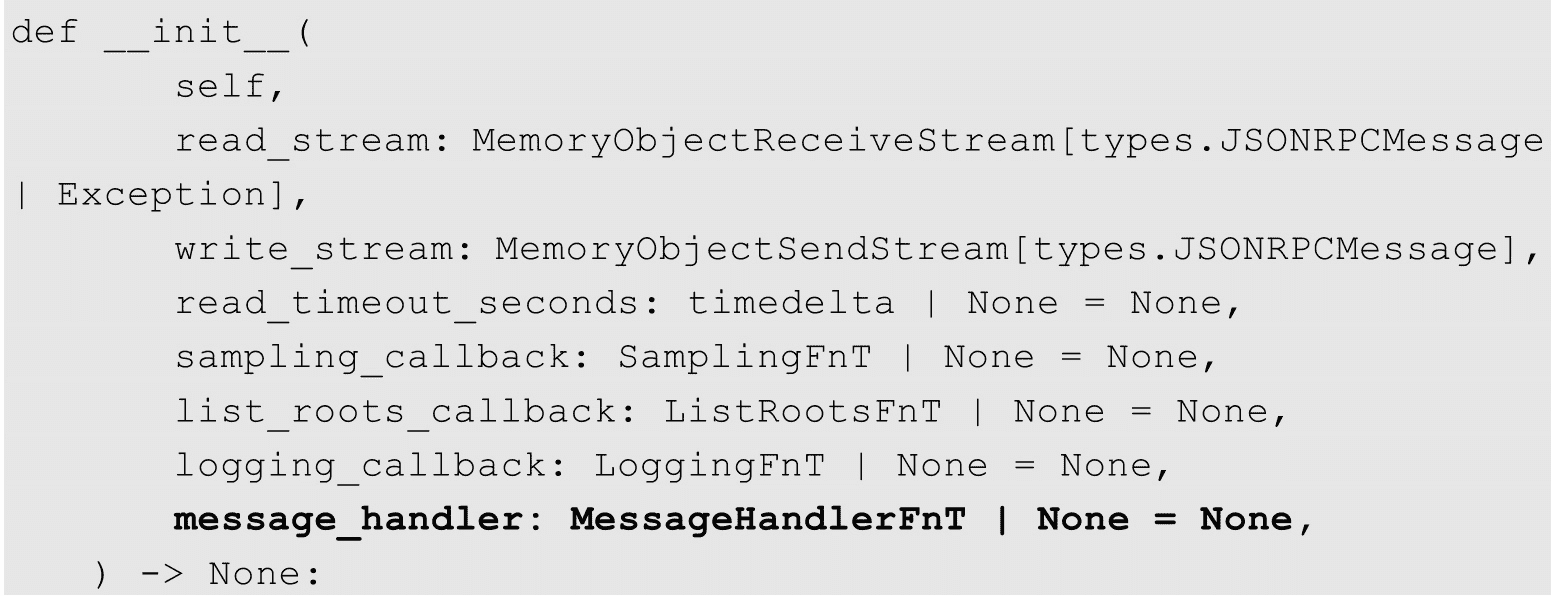 def __init__(
self,
read_stream: MemoryObjectReceiveStream[types.JSONRPCMessage
| Exception],
write_stream: MemoryObjectSendStream[types.JSONRPCMessage],
read_timeout_seconds: timedelta | None = None,
sampling_callback: SamplingFnT | None = None,
list_roots_callback: ListRootsFnT | None = None,
logging_callback: LoggingFnT | None = None,
message_handler: MessageHandlerFnT | None = None,
) -> None: